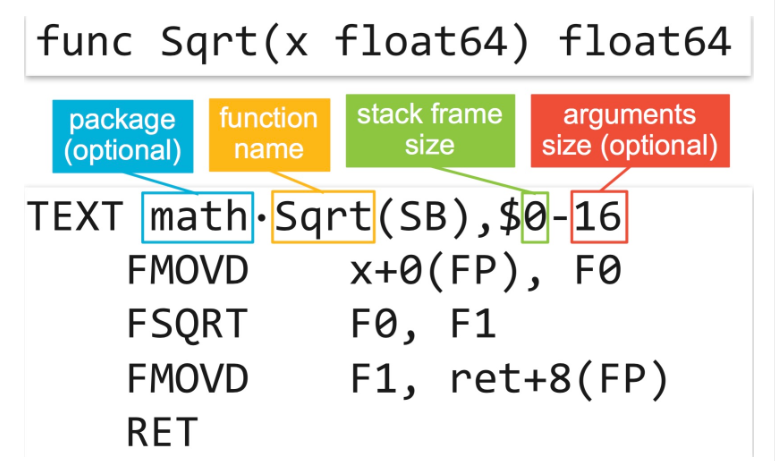 func Sqrt(x float64) float64
package
(optional)
function
name
stack frame
size
arguments
size (optional)
TEXT math·Sqrt(SB),$0-16
FMOVD x+0(FP), F0
FSQRT F0, F1
FMOVD F1, ret+8(FP)
RET